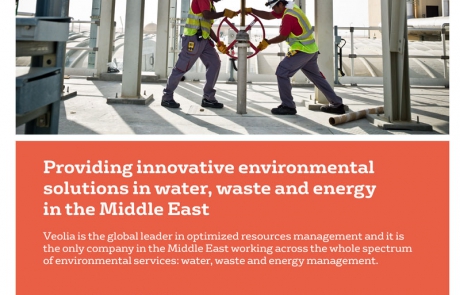 Providing innovative environmental
solutions in water, waste and energy
in the Middle East
Veolia is the global leader in optimized resources management and it is
the only company in the Middle East working across the whole spectrum
of environmental services: water, waste and energy management.